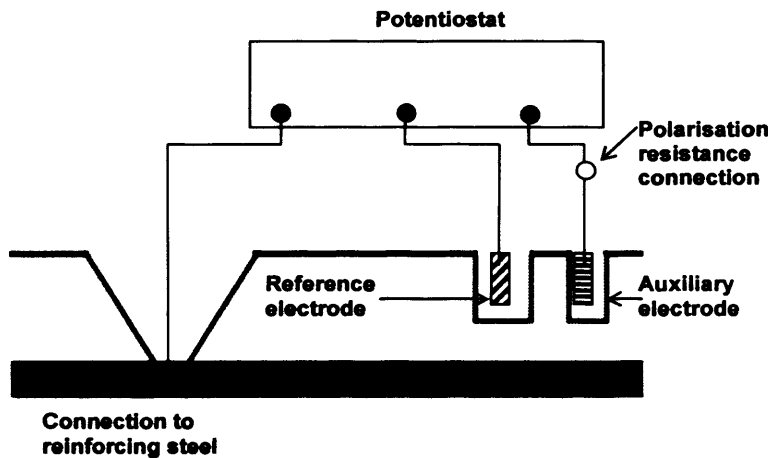 Potentiostat
Polarisation
resistance
connection
Reference
electrode
Auxiliary
electrode
Connection to
reinforcing steel